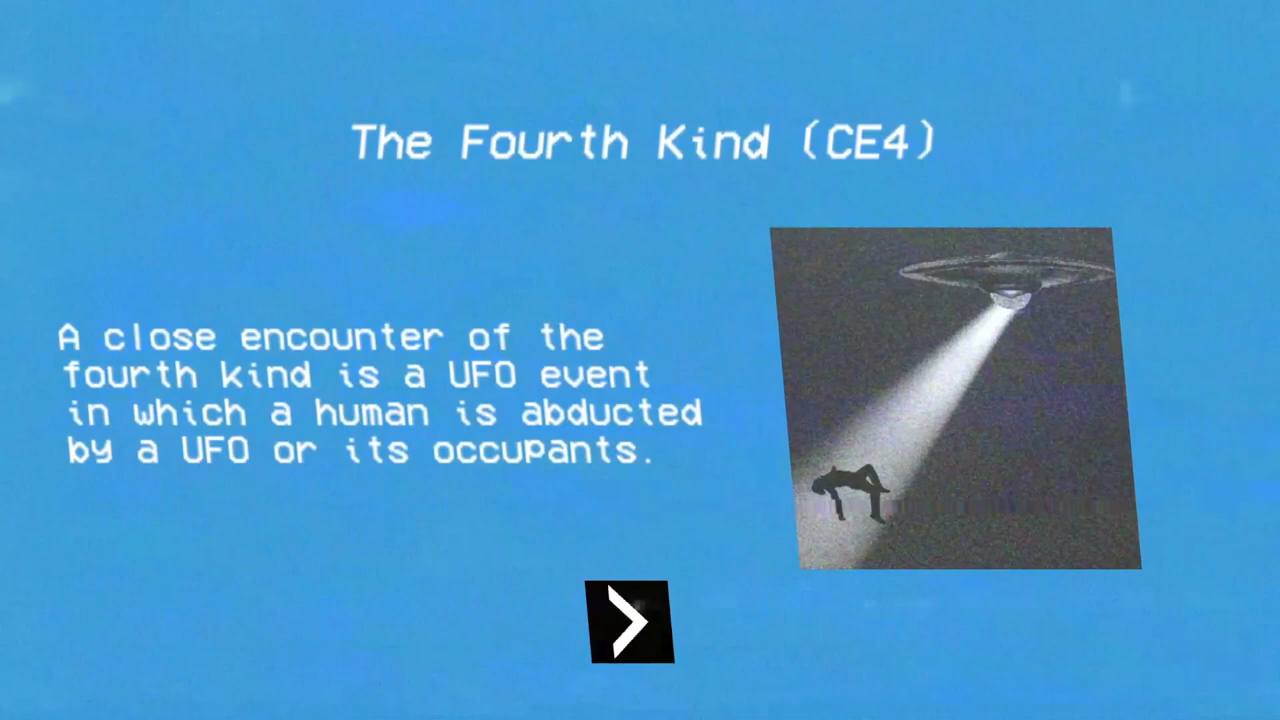 The Fourth Kind (CE4)
A close encounter of the
fourth kind is a UFO event
in which a human is abducted
by a UFO or its occupants.